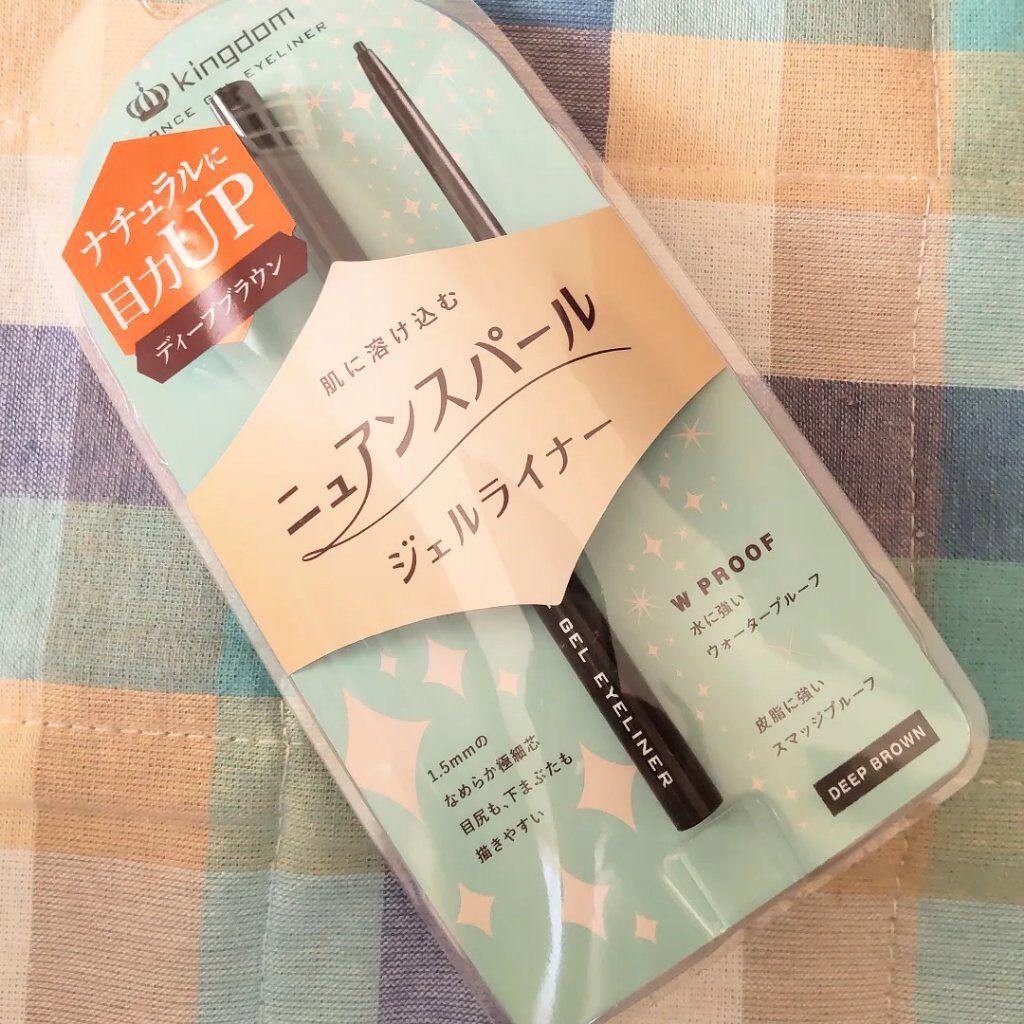 kingdom
EYELINER
ナチュラルに
目力UP
ディープブラウン
肌に溶け込む
ニュアンスパール
ジェルライナー
GEL EYELINER
W PROOF
水に強い
ウォータープルーフ
皮脂に強い
スマッジプルーフ
DEEP BROWN
1.5mmの
なめらか極細芯
目尻も、下まぶたも
描きやすい